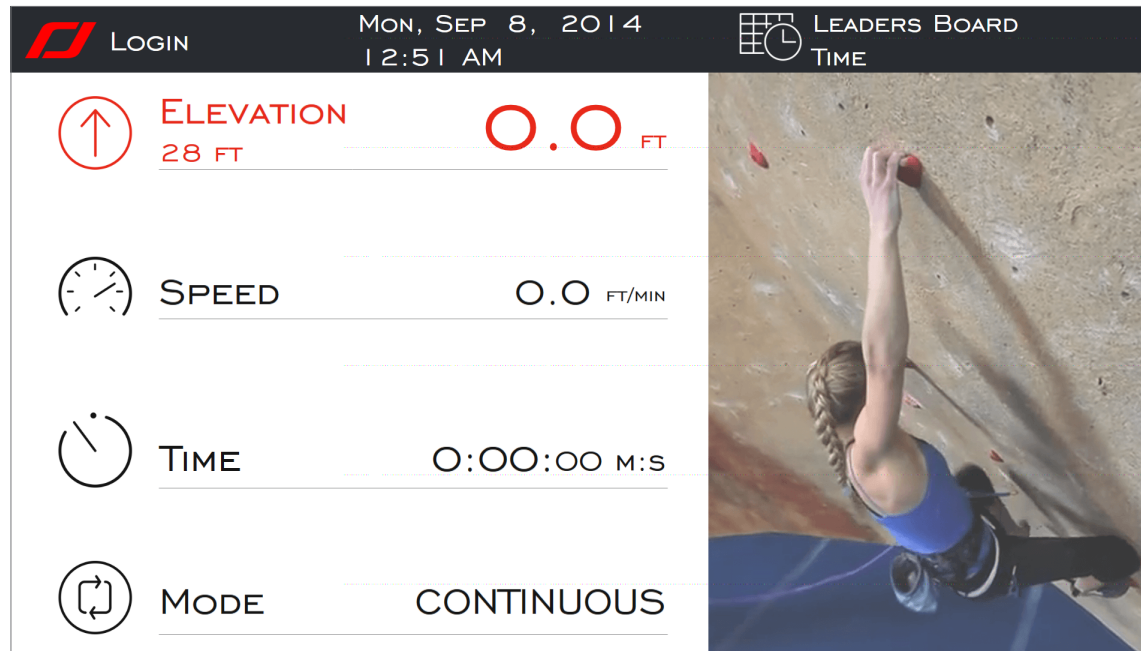 Login
Mon, Sep 8, 2014
12:51 AM
Leaders Board
Time
Elevation
28 ft
0.0 ft
Speed
0.0 ft/min
Time
0:00:00 m:s
Mode
CONTINUOUS